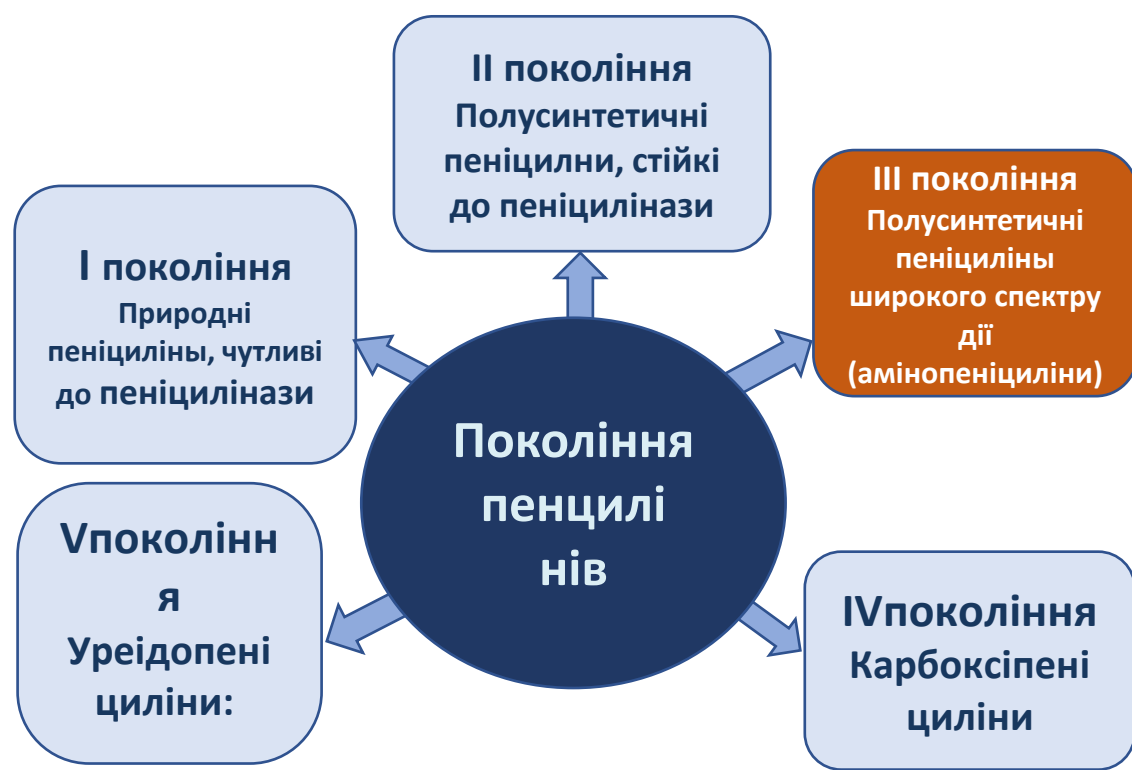 II покоління
Полусинтетичні
пеніцилни, стійкі
до пеніцилінази
III покоління
Полусинтетичні
пеніциліны
широкого спектру
дії
(амінопеніциліни)
I покоління
Природні
пеніциліны, чутливі
до пеніцилінази
Покоління
пенцилі
нів
Vпоколінн
я
Уреідопені
циліни:
IVпокоління
Карбоксіпені
циліни